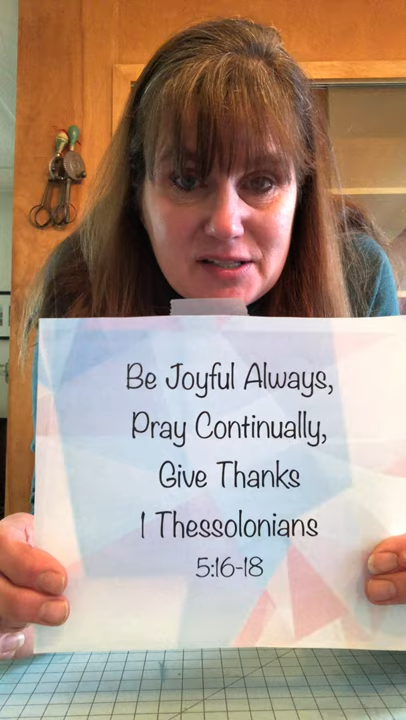 Be Joyful Always,
Pray Continually,
Give Thanks
1 Thessolonians
5:16-18